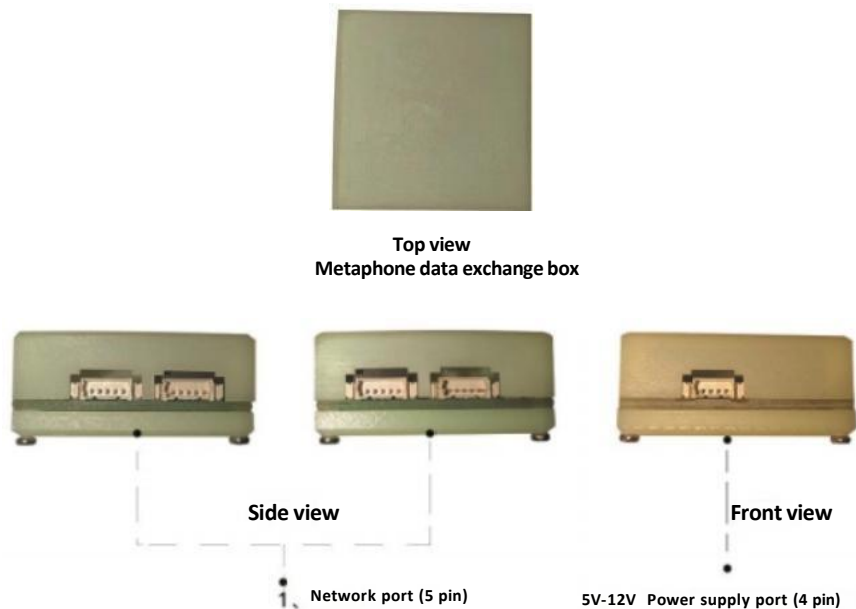 Top view
Metaphone data exchange box
Side view
Front view
1、 Network port (5 pin)
5V-12V Power supply port (4 pin)